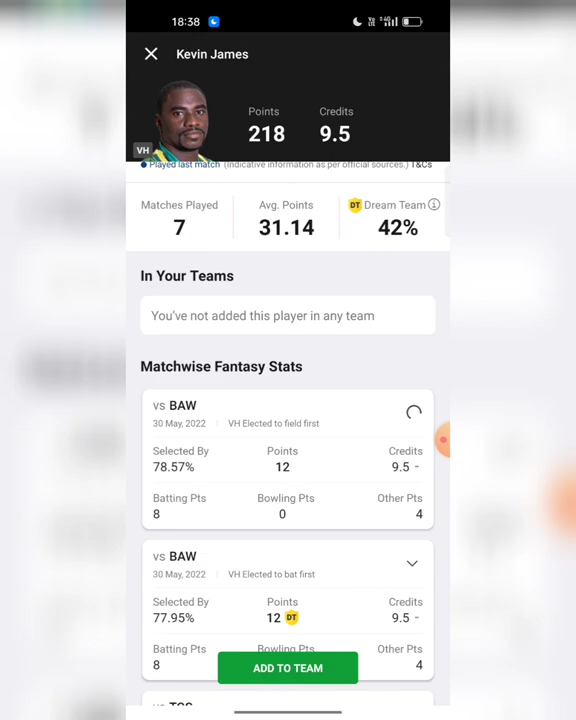 18:38
Kevin James
Points
Credits
218
9.5
VH
Played last match (Indicative information as per official sources.) T&Cs
Matches Played
Avg. Points
DT Dream Team
7
31.14
42%
In Your Teams
You've not added this player in any team
Matchwise Fantasy Stats
vs BAW
30 May, 2022 VH Elected to field first
Selected By
Points
Credits
78.57%
12
9.5 -
Batting Pts
Bowling Pts
Other Pts
8
0
4
vs BAW
30 May, 2022 VH Elected to bat first
Selected By
Points
Credits
77.95%
12 DT
9.5 -
Batting Pts
Bowling Pts
Other Pts
8
4
ADD TO TEAM